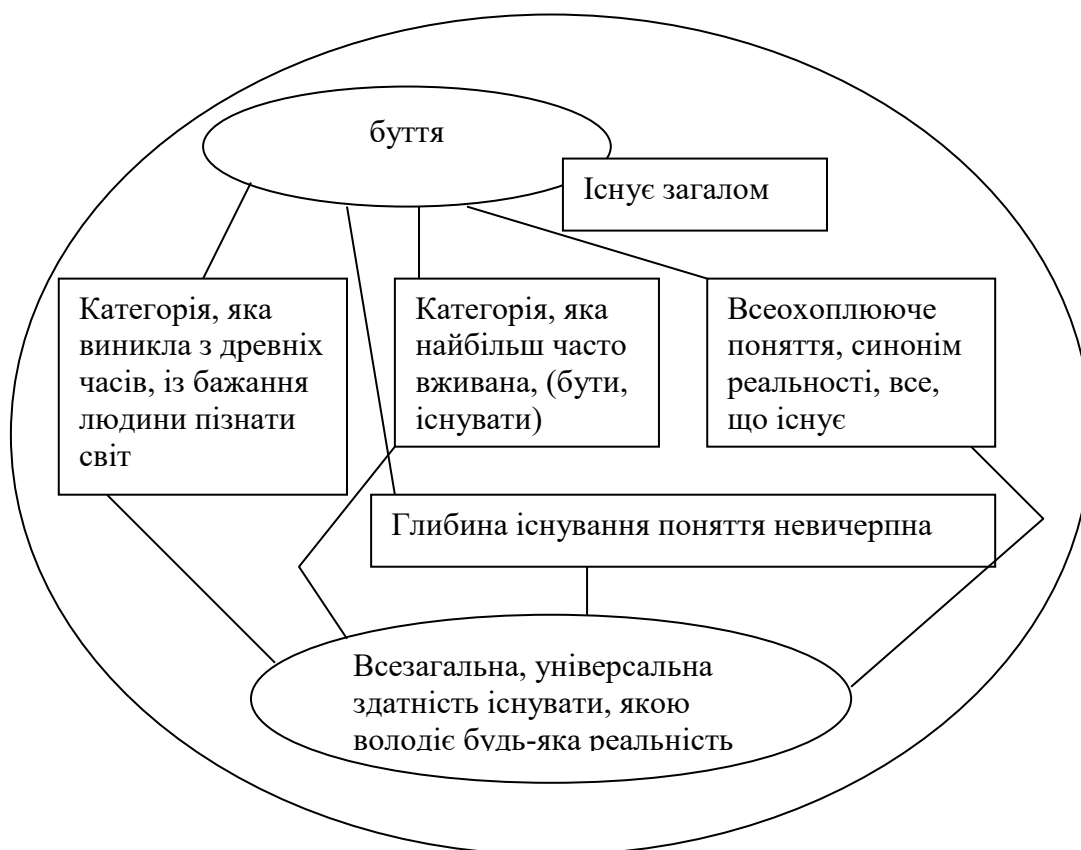 буття
Існує загалом
Категорія, яка
виникла з древніх
часів, із бажання
людини пізнати
світ
Категорія, яка
найбільш часто
вживана, (бути,
існувати)
Всеохоплююче
поняття, синонім
реальності, все,
що існує
Глибина існування поняття невичерпна
Всезагальна, універсальна
здатність існувати, якою
володіє будь-яка реальність